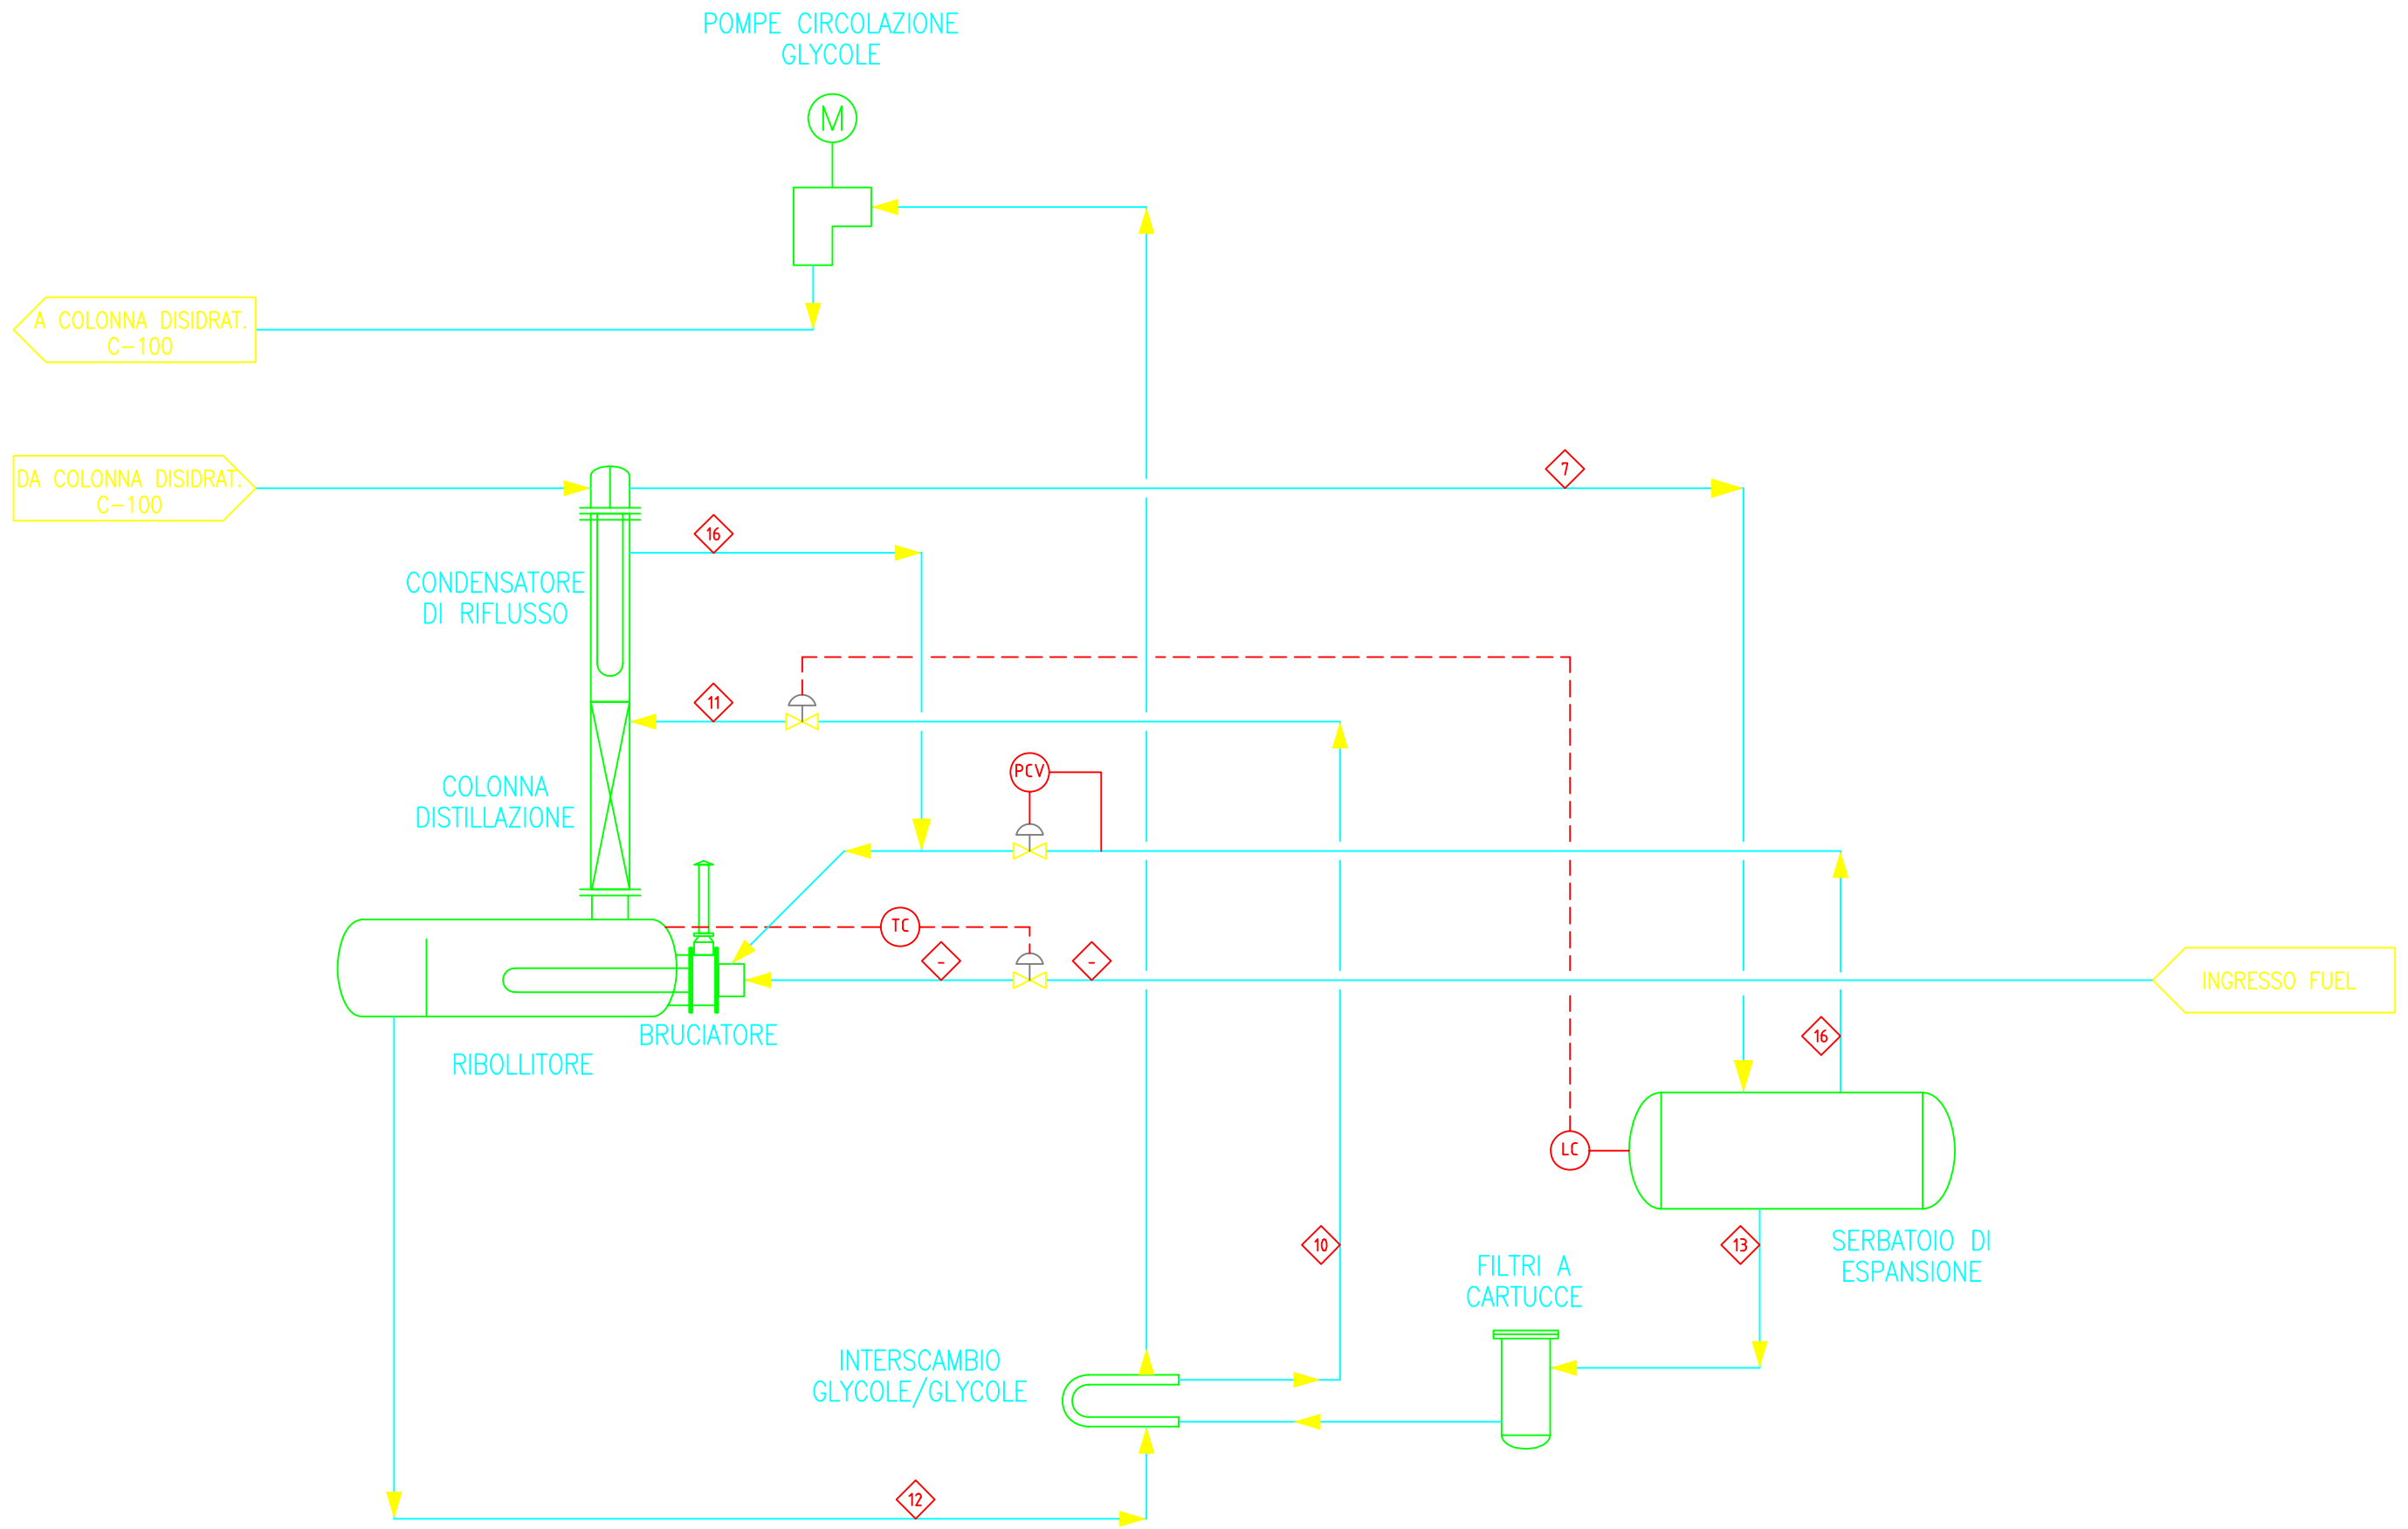 POMPE CIRCOLAZIONE
GLYCOLE
M
A COLONNA DISIDRAT.
C-100
DA COLONNA DISIDRAT.
C-100
7
16
CONDENSATORE
DI RIFLUSSO
11
PCV
COLONNA
DISTILLAZIONE
TC
-
-
INGRESSO FUEL
BRUCIATORE
RIBOLLITORE
16
LC
10
13
SERBATOIO DI
ESPANSIONE
FILTRI A
CARTUCCE
INTERSCAMBIO
GLYCOLE/GLYCOLE
12